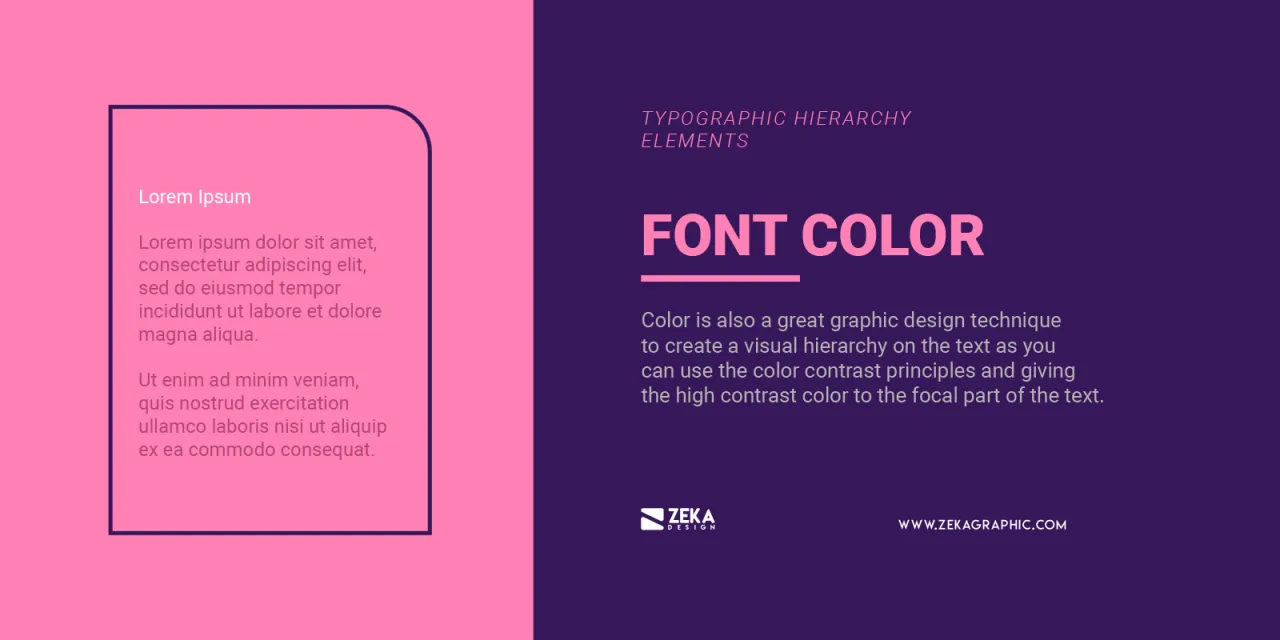 Lorem Ipsum
Lorem ipsum dolor sit amet,
consectetur adipiscing elit,
sed do eiusmod tempor
incididunt ut labore et dolore
magna aliqua.
Ut enim ad minim veniam,
quis nostrud exercitation
ullamco laboris nisi ut aliquip
ex ea commodo consequat.
TYPOGRAPHIC HIERARCHY
ELEMENTS
FONT COLOR
Color is also a great graphic design technique
to create a visual hierarchy on the text as you
can use the color contrast principles and giving
the high contrast color to the focal part of the text.
ZEKA
DESIGN
WWW.ZEKAGRAPHIC.COM